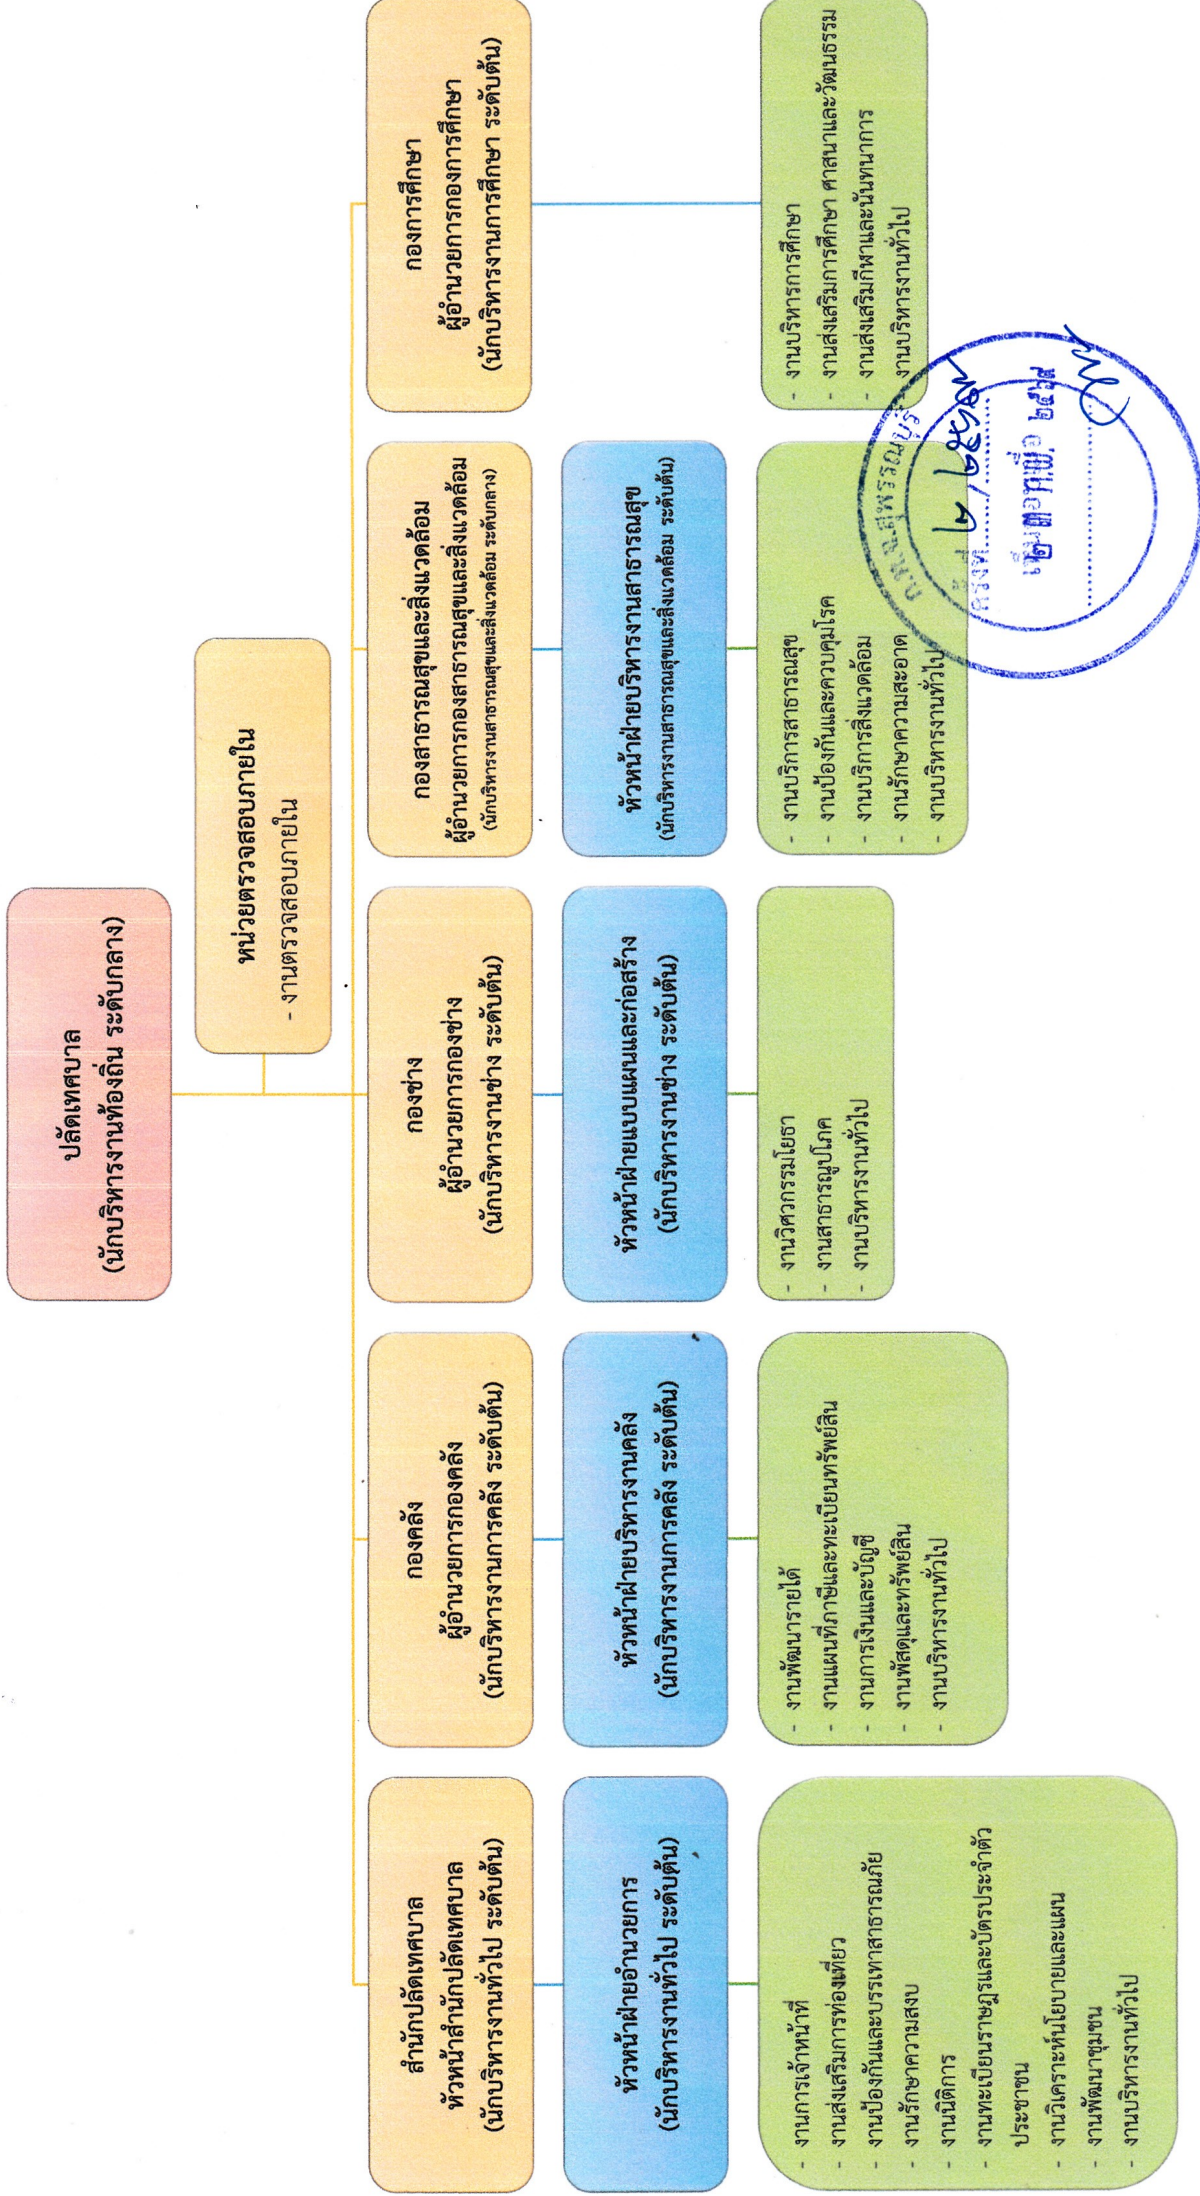 ปลัดเทศบาล
(นักบริหารงานท้องถิ่น ระดับกลาง)
หน่วยตรวจสอบภายใน
- งานตรวจสอบภายใน
สำนักปลัดเทศบาล
หัวหน้าสำนักปลัดเทศบาล
(นักบริหารงานทั่วไป ระดับต้น)
หัวหน้าฝ่ายอำนวยการ
(นักบริหารงานทั่วไป ระดับต้น)
- งานการเจ้าหน้าที่
- งานส่งเสริมการท่องเที่ยว
- งานป้องกันและบรรเทาสาธารณภัย
- งานรักษาความสงบ
- งานนิติการ
- งานทะเบียนราษฎรและบัตรประจำตัว
ประชาชน
- งานวิเคราะห์นโยบายและแผน
- งานพัฒนาชุมชน
- งานบริหารงานทั่วไป
กองคลัง
ผู้อำนวยการกองคลัง
(นักบริหารงานการคลัง ระดับต้น)
หัวหน้าฝ่ายบริหารงานคลัง
(นักบริหารงานการคลัง ระดับต้น)
- งานพัฒนารายได้
- งานแผนที่ภาษีและทะเบียนทรัพย์สิน
- งานการเงินและบัญชี
- งานพัสดุและทรัพย์สิน
- งานบริหารงานทั่วไป
กองช่าง
ผู้อำนวยการกองช่าง
(นักบริหารงานช่าง ระดับต้น)
หัวหน้าฝ่ายแบบแผนและก่อสร้าง
(นักบริหารงานช่าง ระดับต้น)
- งานวิศวกรรมโยธา
- งานสาธารณูปโภค
- งานบริหารงานทั่วไป
กองสาธารณสุขและสิ่งแวดล้อม
ผู้อำนวยการกองสาธารณสุขและสิ่งแวดล้อม
(นักบริหารงานสาธารณสุขและสิ่งแวดล้อม ระดับกลาง)
หัวหน้าฝ่ายบริหารงานสาธารณสุข
(นักบริหารงานสาธารณสุขและสิ่งแวดล้อม ระดับต้น)
- งานบริการสาธารณสุข
- งานป้องกันและควบคุมโรค
- งานบริการสิ่งแวดล้อม
- งานรักษาความสะอาด
- งานบริหารงานทั่วไป
กองการศึกษา
ผู้อำนวยการกองการศึกษา
(นักบริหารงานการศึกษา ระดับต้น)
- งานบริหารการศึกษา
- งานส่งเสริมการศึกษา ศาสนาและวัฒนธรรม
- งานส่งเสริมกีฬาและนันทนาการ
- งานบริหารงานทั่วไป
ก.ท.จ.สุพรรณบุรี
ครั้งที่